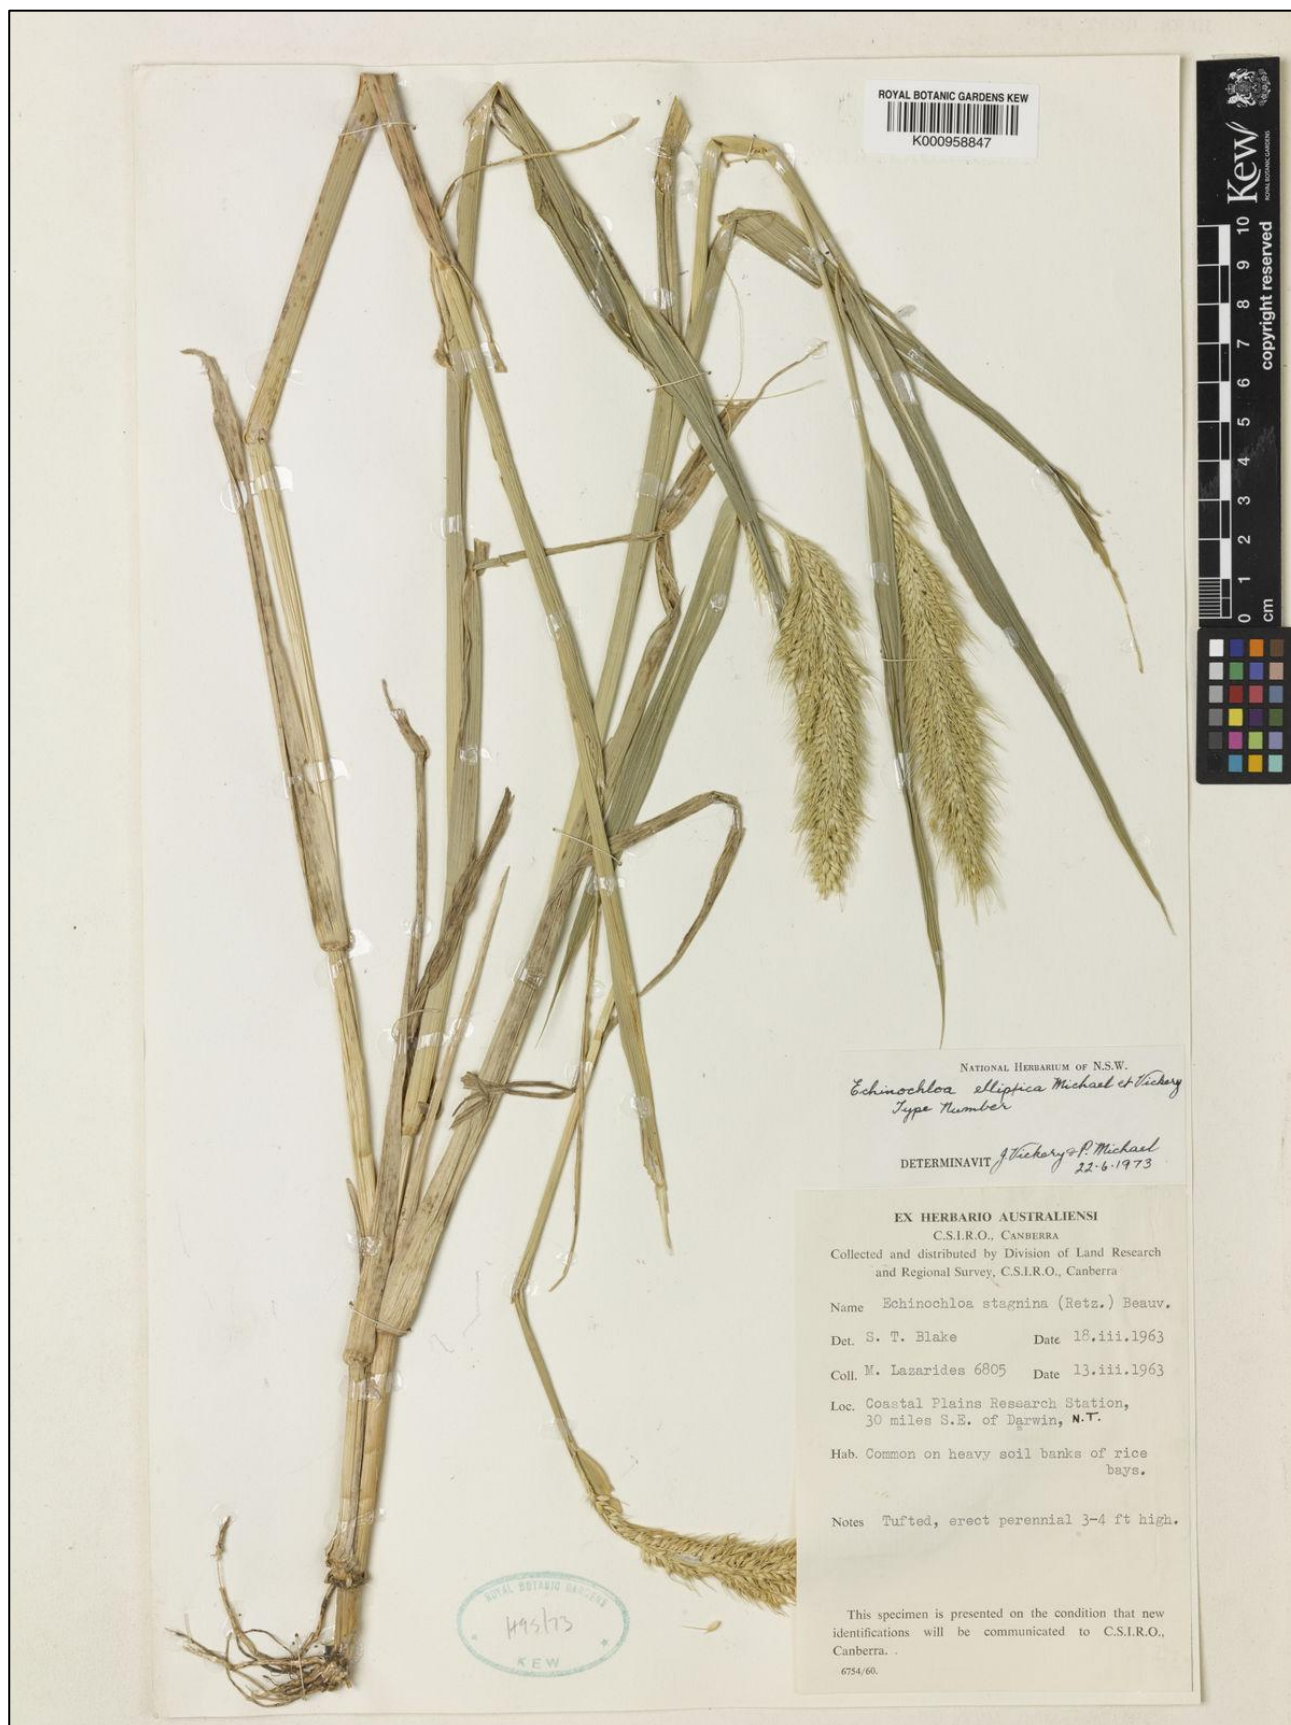 ROYAL BOTANIC GARDENS KEW
K000958847
Kew
ROYAL BOTANIC GARDENS
copyright reserved
0 1 2 3 4 5 6 7 8 9 10
cm
NATIONAL HERBARIUM OF N.S.W.
Echinochloa elliptica Michael et Vickery
Type Number
DETERMINAVIT J Vickery & P. Michael
22.6.1973
EX HERBARIO AUSTRALIENSI
C.S.I.R.O., CANBERRA
Collected and distributed by Division of Land Research
and Regional Survey, C.S.I.R.O., Canberra
Name Echinochloa stagnina (Retz.) Beauv.
Det. S. T. Blake Date 18.iii.1963
Coll. M. Lazarides 6805 Date 13.iii.1963
Loc. Coastal Plains Research Station,
30 miles S.E. of Darwin, N.T.
Hab. Common on heavy soil banks of rice
bays.
Notes Tufted, erect perennial 3-4 ft high.
This specimen is presented on the condition that new
identifications will be communicated to C.S.I.R.O.,
Canberra.
6754/60.
ROYAL BOTANIC GARDENS
H95/73
KEW